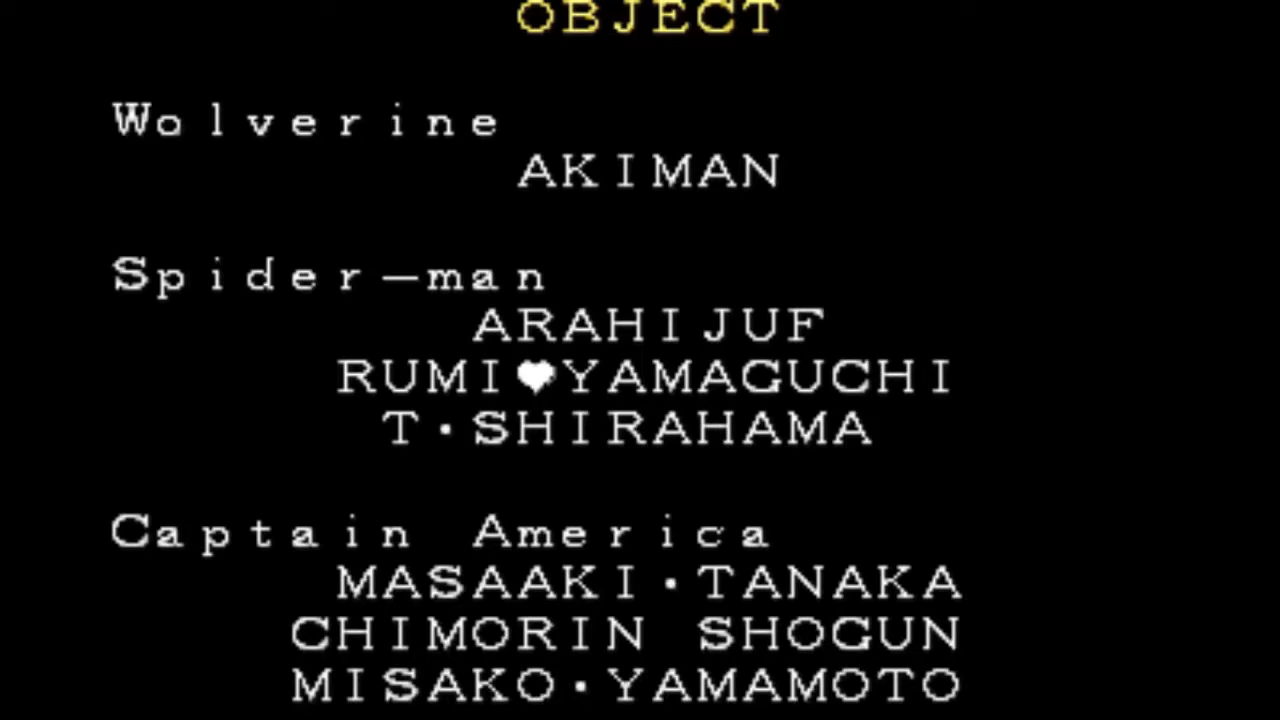 OBJECT
Wolverine
AKIMAN
Spider-man
ARAHIJUF
RUMI♥YAMAGUCHI
T·SHIRAHAMA
Captain America
MASAAKI·TANAKA
CHIMORIN SHOGUN
MISAKO·YAMAMOTO